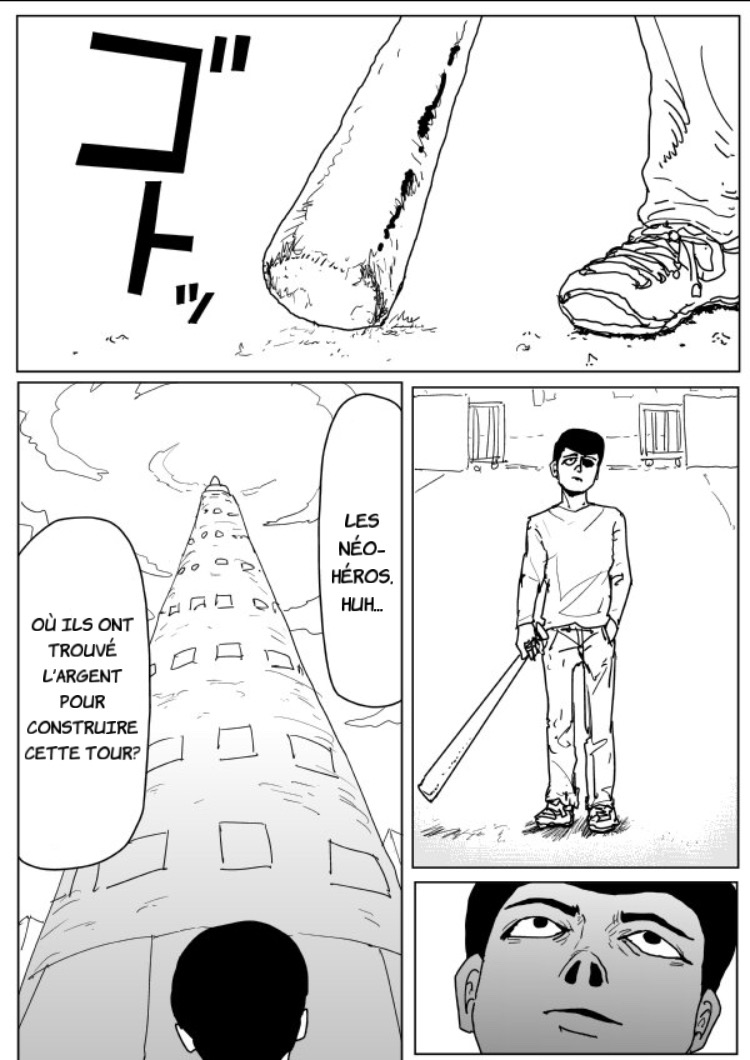 ゴトッ
LES
NÉO-
HÉROS,
HUH...
OÙ ILS ONT
TROUVÉ
L'ARGENT
POUR
CONSTRUIRE
CETTE TOUR?